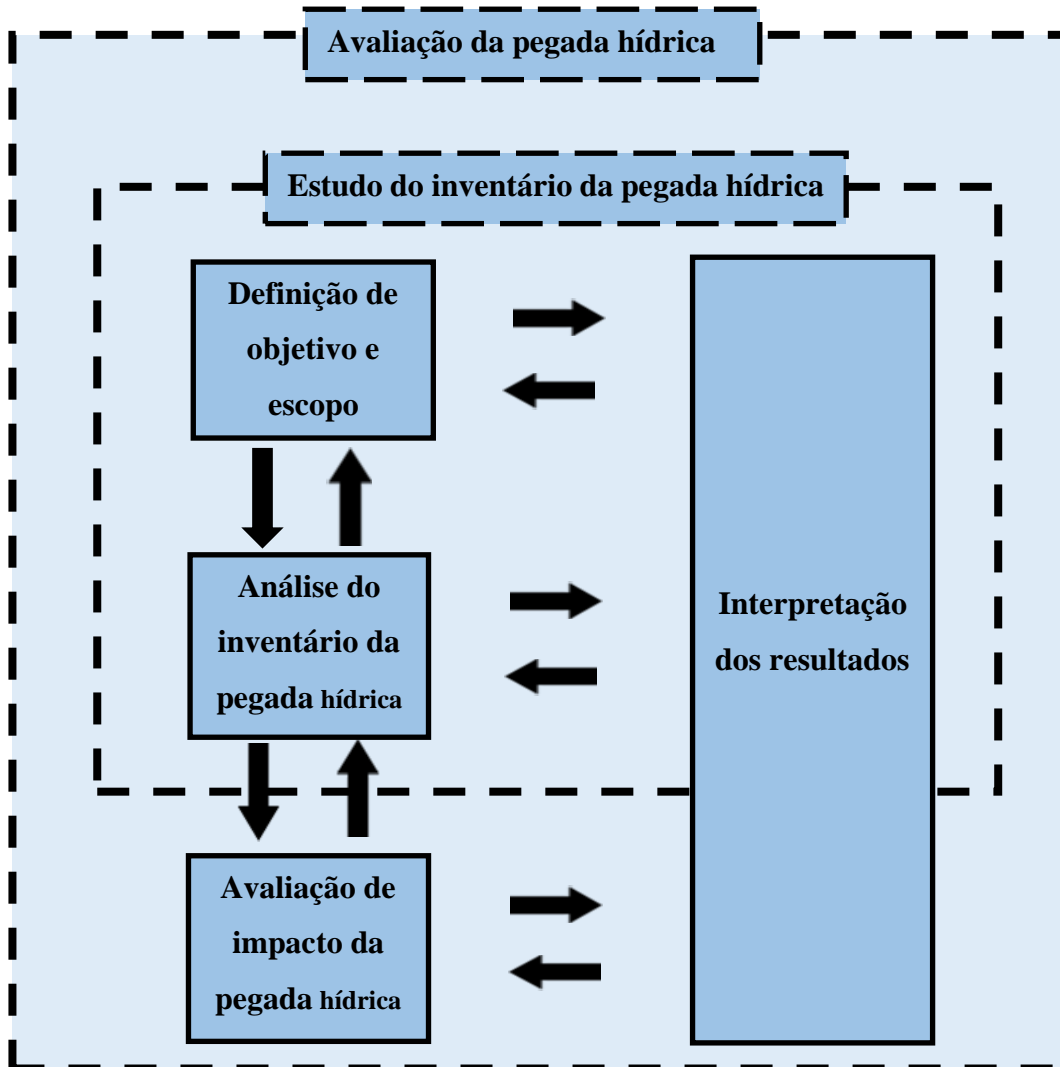 Avaliação da pegada hídrica
Estudo do inventário da pegada hídrica
Definição de
objetivo e
escopo
Análise do
inventário da
pegada hídrica
Interpretação
dos resultados
Avaliação de
impacto da
pegada hídrica